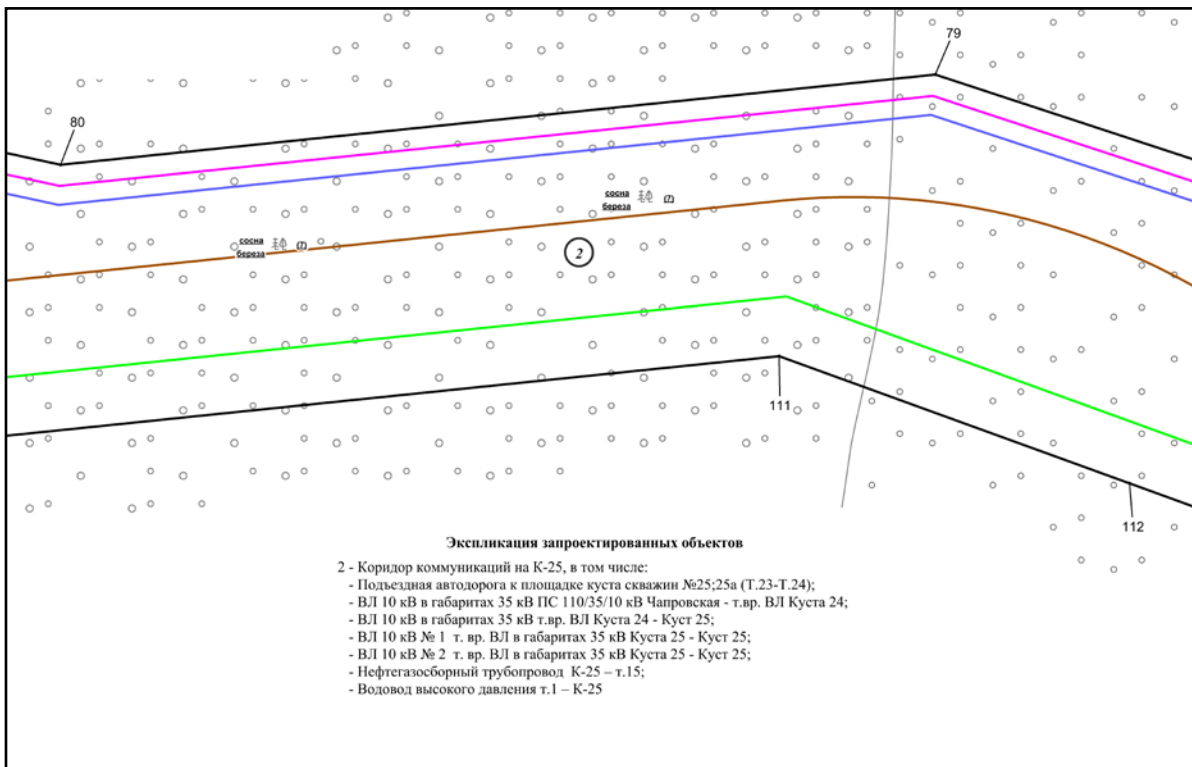 79
80
сосна
береза
(7)
сосна
береза
(7)
2
111
112
Экспликация запроектированных объектов
2 - Коридор коммуникаций на К-25, в том числе:
- Подъездная автодорога к площадке куста скважин №25;25а (Т.23-Т.24);
- ВЛ 10 кВ в габаритах 35 кВ ПС 110/35/10 кВ Чапровская - т.вр. ВЛ Куста 24;
- ВЛ 10 кВ в габаритах 35 кВ т.вр. ВЛ Куста 24 - Куст 25;
- ВЛ 10 кВ № 1 т. вр. ВЛ в габаритах 35 кВ Куста 25 - Куст 25;
- ВЛ 10 кВ № 2 т. вр. ВЛ в габаритах 35 кВ Куста 25 - Куст 25;
- Нефтегазосборный трубопровод К-25 – т.15;
- Водовод высокого давления т.1 – К-25